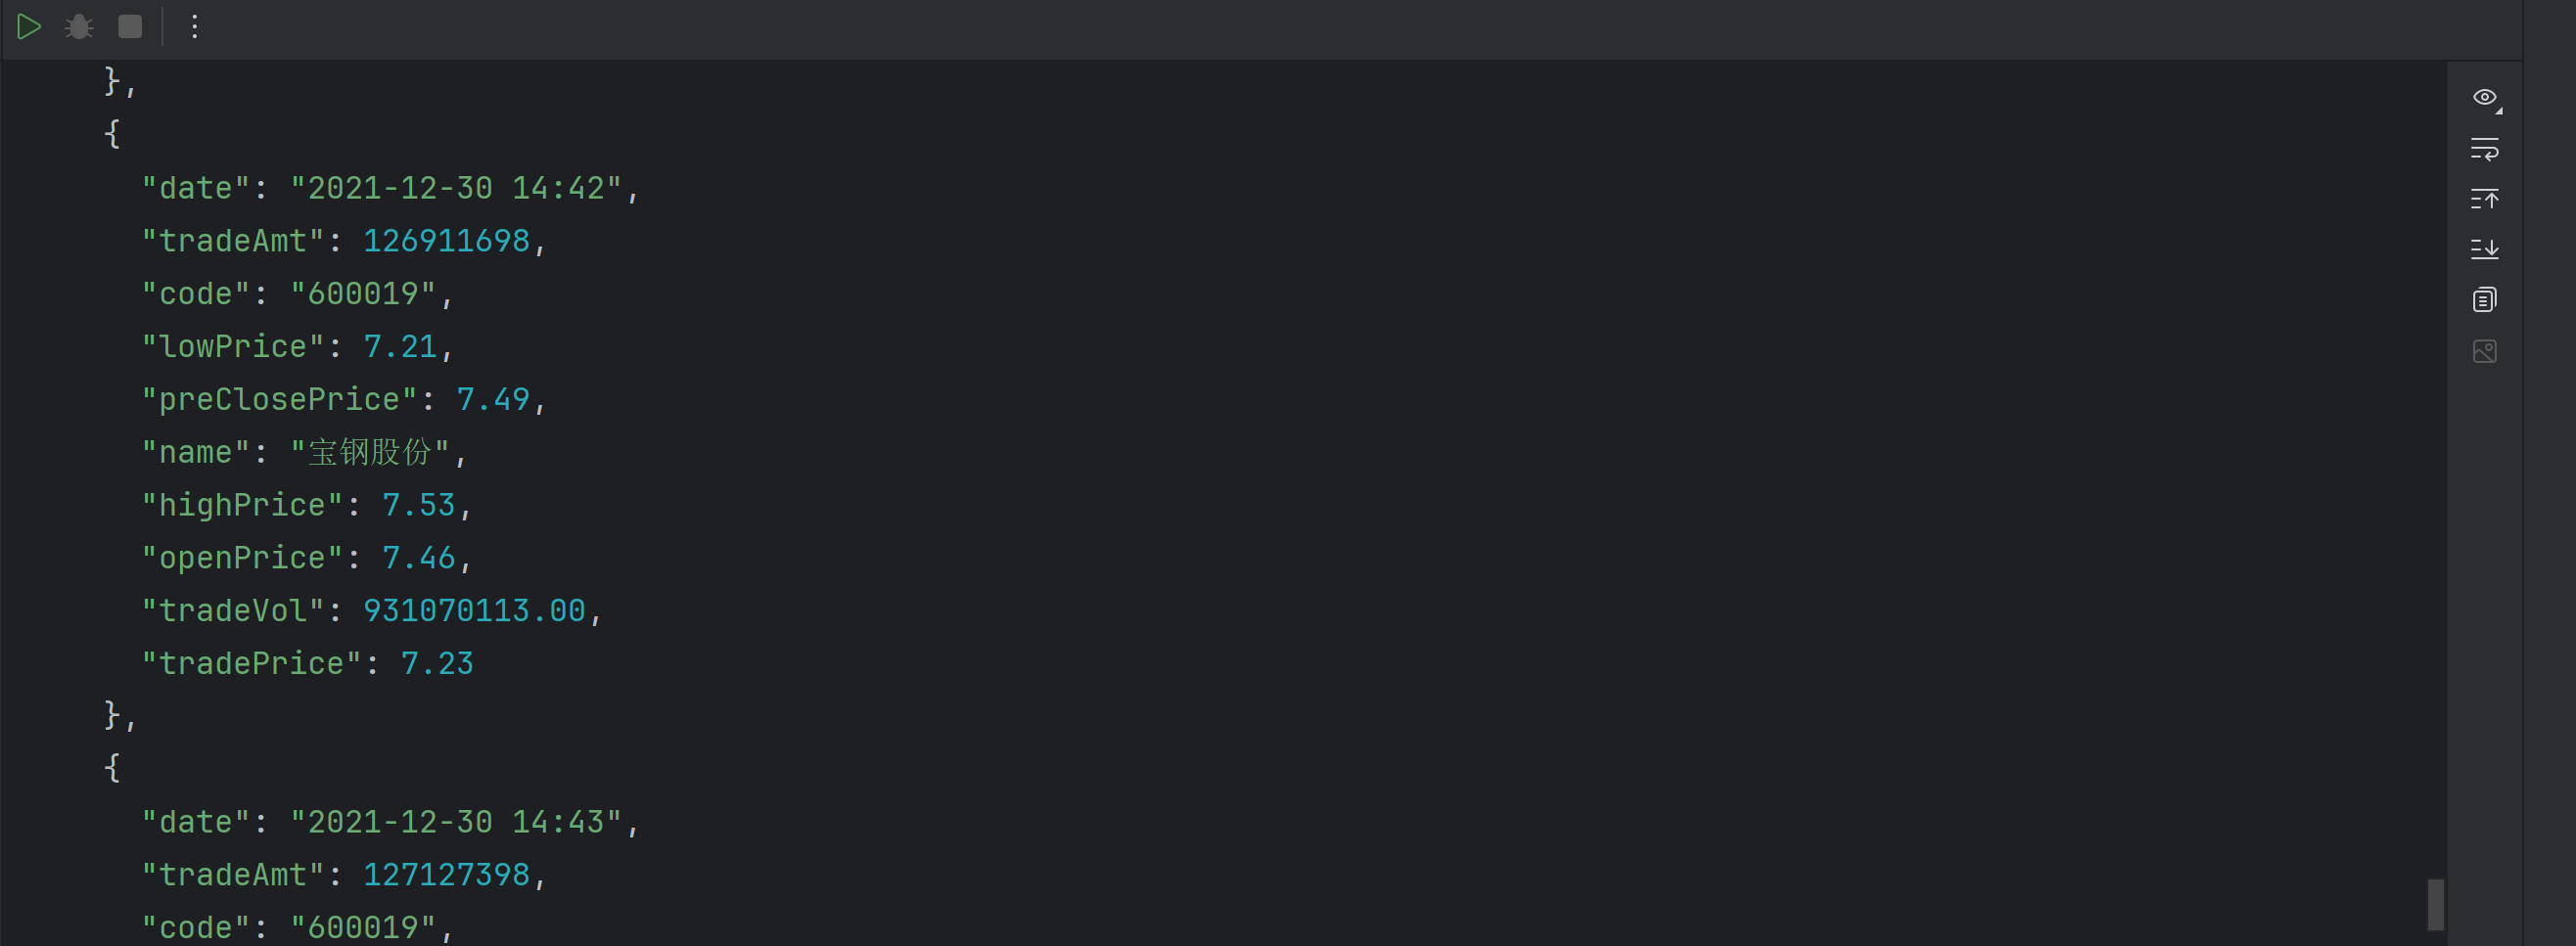 },
{
"date": "2021-12-30 14:42",
"tradeAmt": 126911698,
"code": "600019",
"lowPrice": 7.21,
"preClosePrice": 7.49,
"name": "宝钢股份",
"highPrice": 7.53,
"openPrice": 7.46,
"tradeVol": 931070113.00,
"tradePrice": 7.23
},
{
"date": "2021-12-30 14:43",
"tradeAmt": 127127398,
"code": "600019",